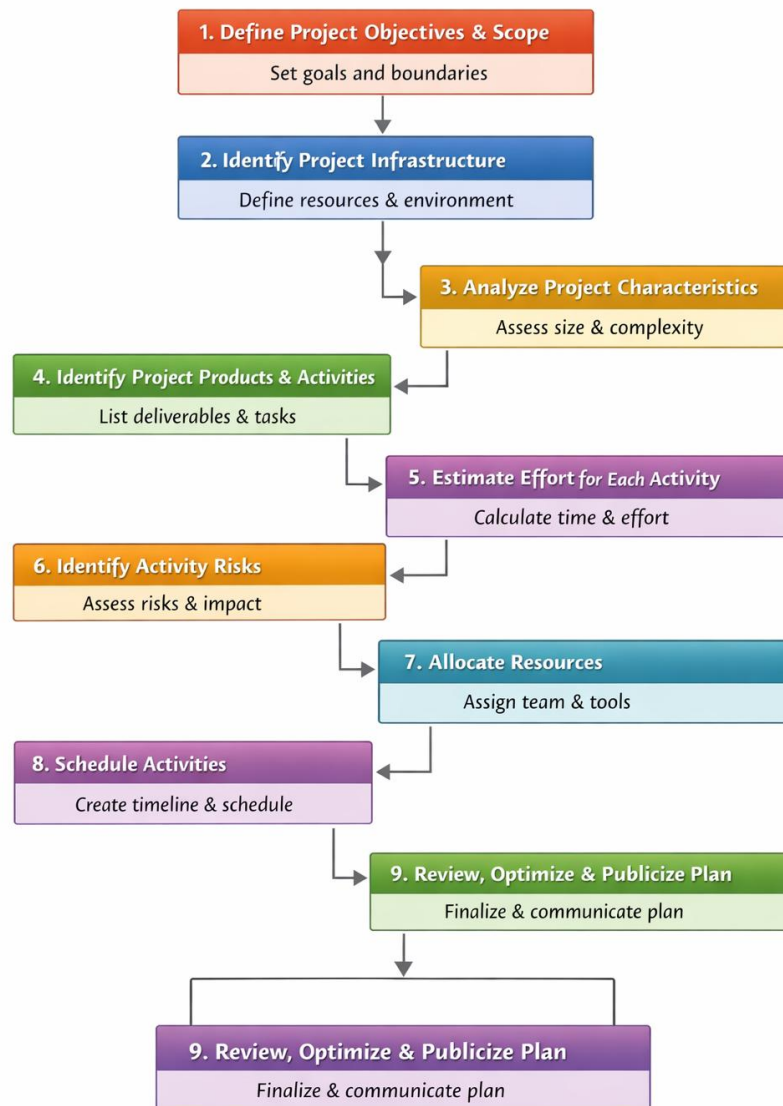 1. Define Project Objectives & Scope
Set goals and boundaries
2. Identify Project Infrastructure
Define resources & environment
3. Analyze Project Characteristics
Assess size & complexity
4. Identify Project Products & Activities
List deliverables & tasks
5. Estimate Effort for Each Activity
Calculate time & effort
6. Identify Activity Risks
Assess risks & impact
7. Allocate Resources
Assign team & tools
8. Schedule Activities
Create timeline & schedule
9. Review, Optimize & Publicize Plan
Finalize & communicate plan
9. Review, Optimize & Publicize Plan
Finalize & communicate plan